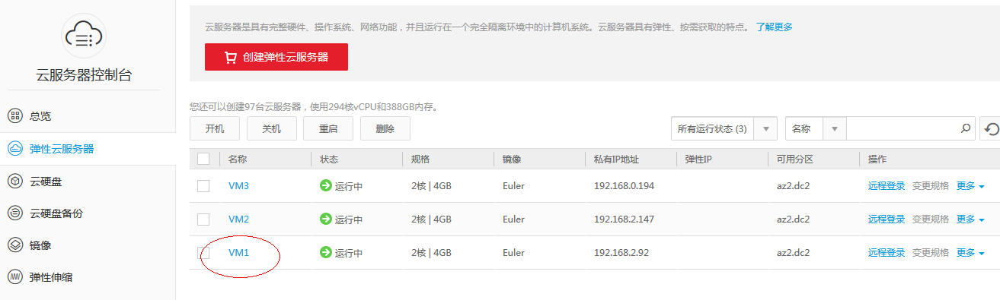 云服务器控制台
总览
弹性云服务器
云硬盘
云硬盘备份
镜像
弹性伸缩
云服务器是具有完整硬件、操作系统、网络功能，并且运行在一个完全隔离环境中的计算机系统。云服务器具有弹性、按需获取的特点。 了解更多
创建弹性云服务器
您还可以创建97台云服务器，使用294核vCPU和388GB内存。
开机 关机 重启 删除 所有运行状态 (3) 名称
名称 状态 规格 镜像 私有IP地址 弹性IP 可用分区 操作
VM3 运行中 2核 | 4GB Euler 192.168.0.194 az2.dc2 远程登录 变更规格 更多
VM2 运行中 2核 | 4GB Euler 192.168.2.147 az2.dc2 远程登录 变更规格 更多
VM1 运行中 2核 | 4GB Euler 192.168.2.92 az2.dc2 远程登录 变更规格 更多